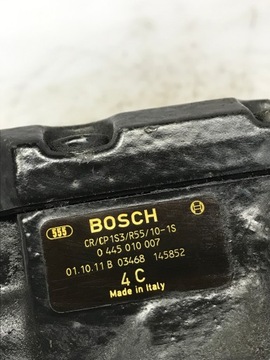 555 BOSCH
CR/CP1S3/R55/10-1S
0 445 010 007
01.10.11 B 03468 145852
4 C
Made in Italy